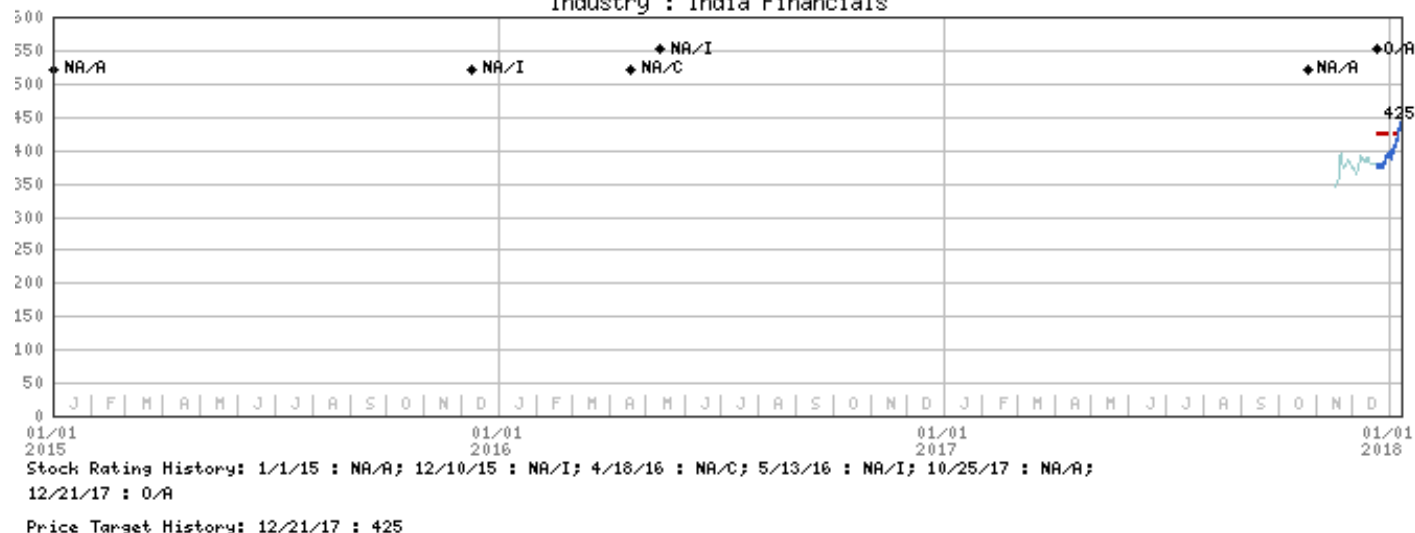 Industry : India Financials
600
550 NA/I O/A
NA/A NA/I NA/C NA/A
500
450 425
400
350
300
250
200
150
100
50
J | F | M | A | M | J | J | A | S | O | N | D | J | F | M | A | M | J | J | A | S | O | N | D | J | F | M | A | M | J | J | A | S | O | N | D
0
01/01 01/01 01/01 01/01
2015 2016 2017 2018
Stock Rating History: 1/1/15 : NA/A; 12/10/15 : NA/I; 4/18/16 : NA/C; 5/13/16 : NA/I; 10/25/17 : NA/A;
12/21/17 : O/A
Price Target History: 12/21/17 : 425